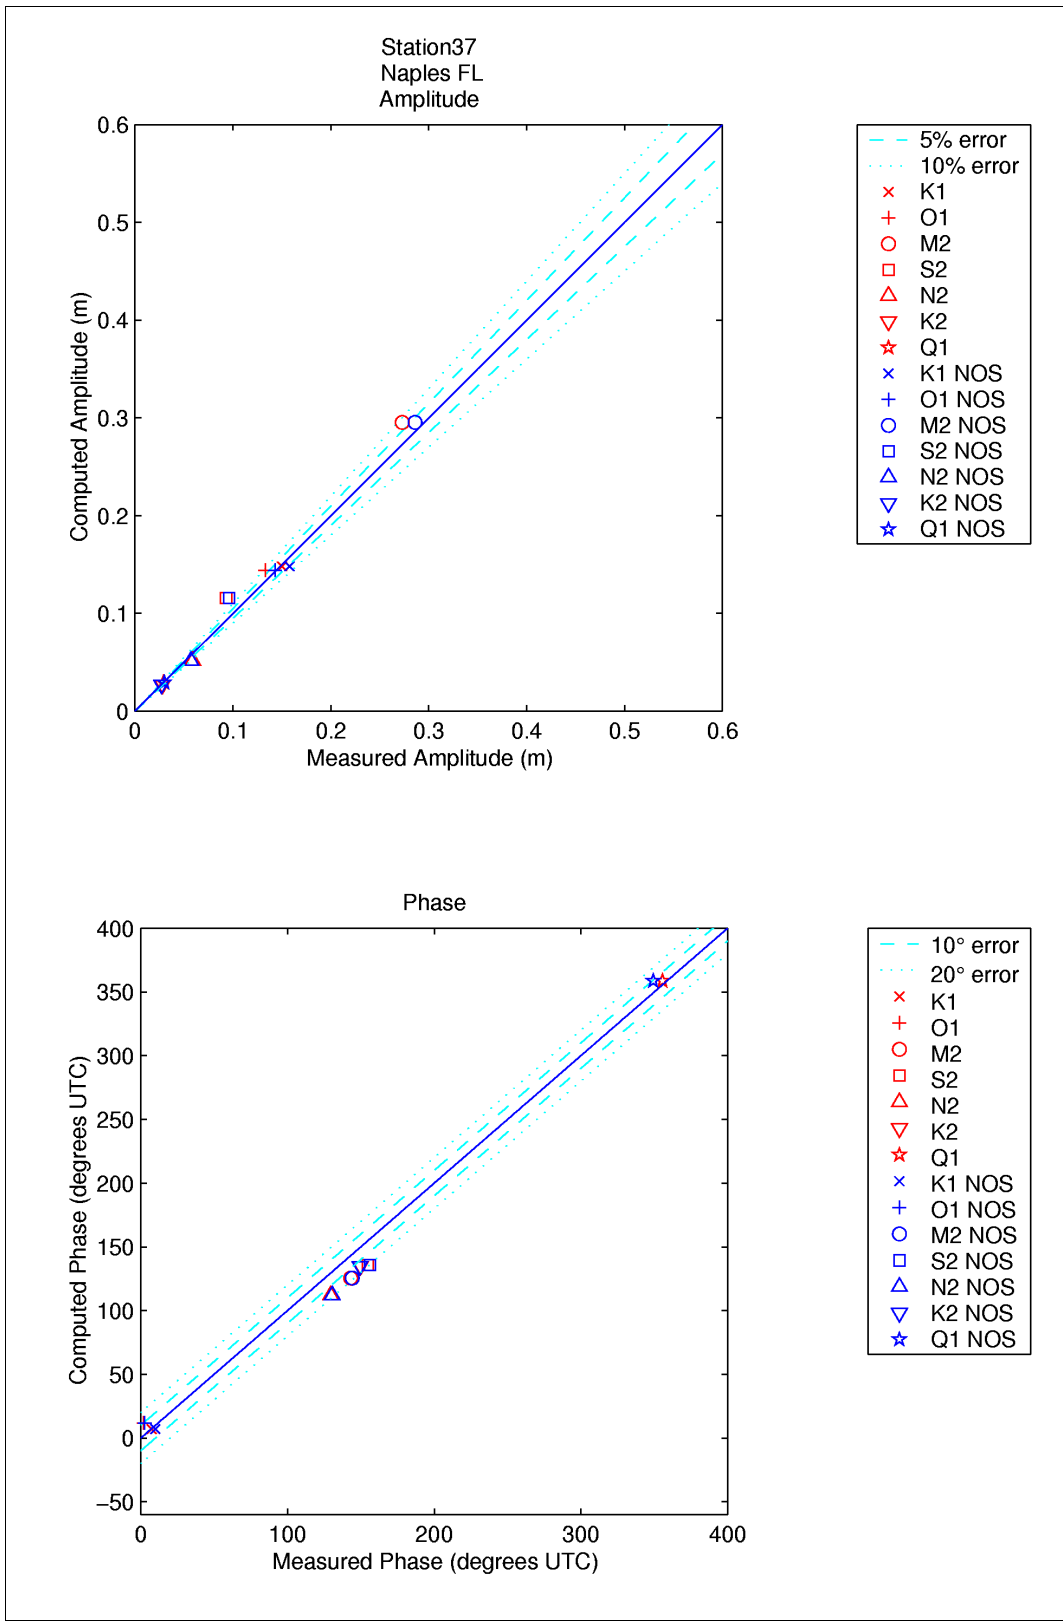 Station37
Naples FL
Amplitude
0.6
0.5
0.4
0.3
0.2
0.1
0
Computed Amplitude (m)
0 0.1 0.2 0.3 0.4 0.5 0.6
Measured Amplitude (m)
5% error
10% error
K1
O1
M2
S2
N2
K2
Q1
K1 NOS
O1 NOS
M2 NOS
S2 NOS
N2 NOS
K2 NOS
Q1 NOS
Phase
400
350
300
250
200
150
100
50
0
−50
Computed Phase (degrees UTC)
0 100 200 300 400
Measured Phase (degrees UTC)
10° error
20° error
K1
O1
M2
S2
N2
K2
Q1
K1 NOS
O1 NOS
M2 NOS
S2 NOS
N2 NOS
K2 NOS
Q1 NOS